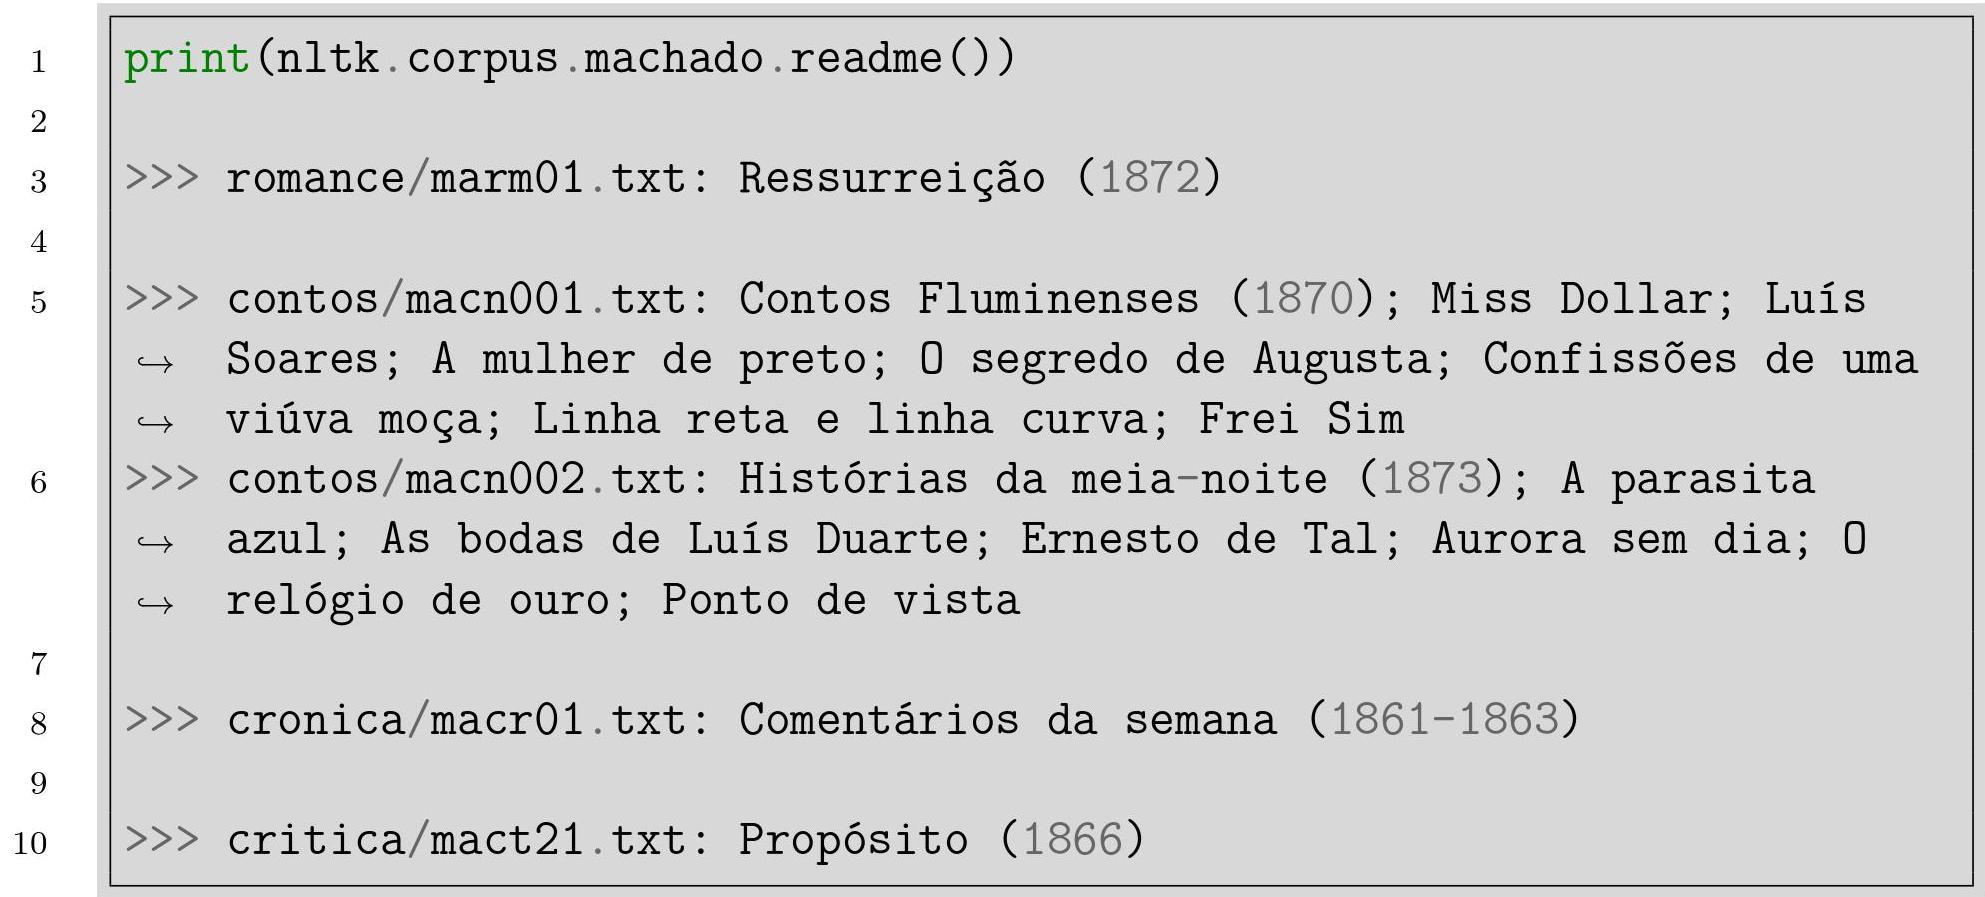 1 print(nltk.corpus.machado.readme())
2
3 >>> romance/marm01.txt: Ressurreição (1872)
4
5 >>> contos/macn001.txt: Contos Fluminenses (1870); Miss Dollar; Luís
↪ Soares; A mulher de preto; O segredo de Augusta; Confissões de uma
↪ viúva moça; Linha reta e linha curva; Frei Sim
6 >>> contos/macn002.txt: Histórias da meia-noite (1873); A parasita
↪ azul; As bodas de Luís Duarte; Ernesto de Tal; Aurora sem dia; O
↪ relógio de ouro; Ponto de vista
7
8 >>> cronica/macr01.txt: Comentários da semana (1861-1863)
9
10 >>> critica/mact21.txt: Propósito (1866)